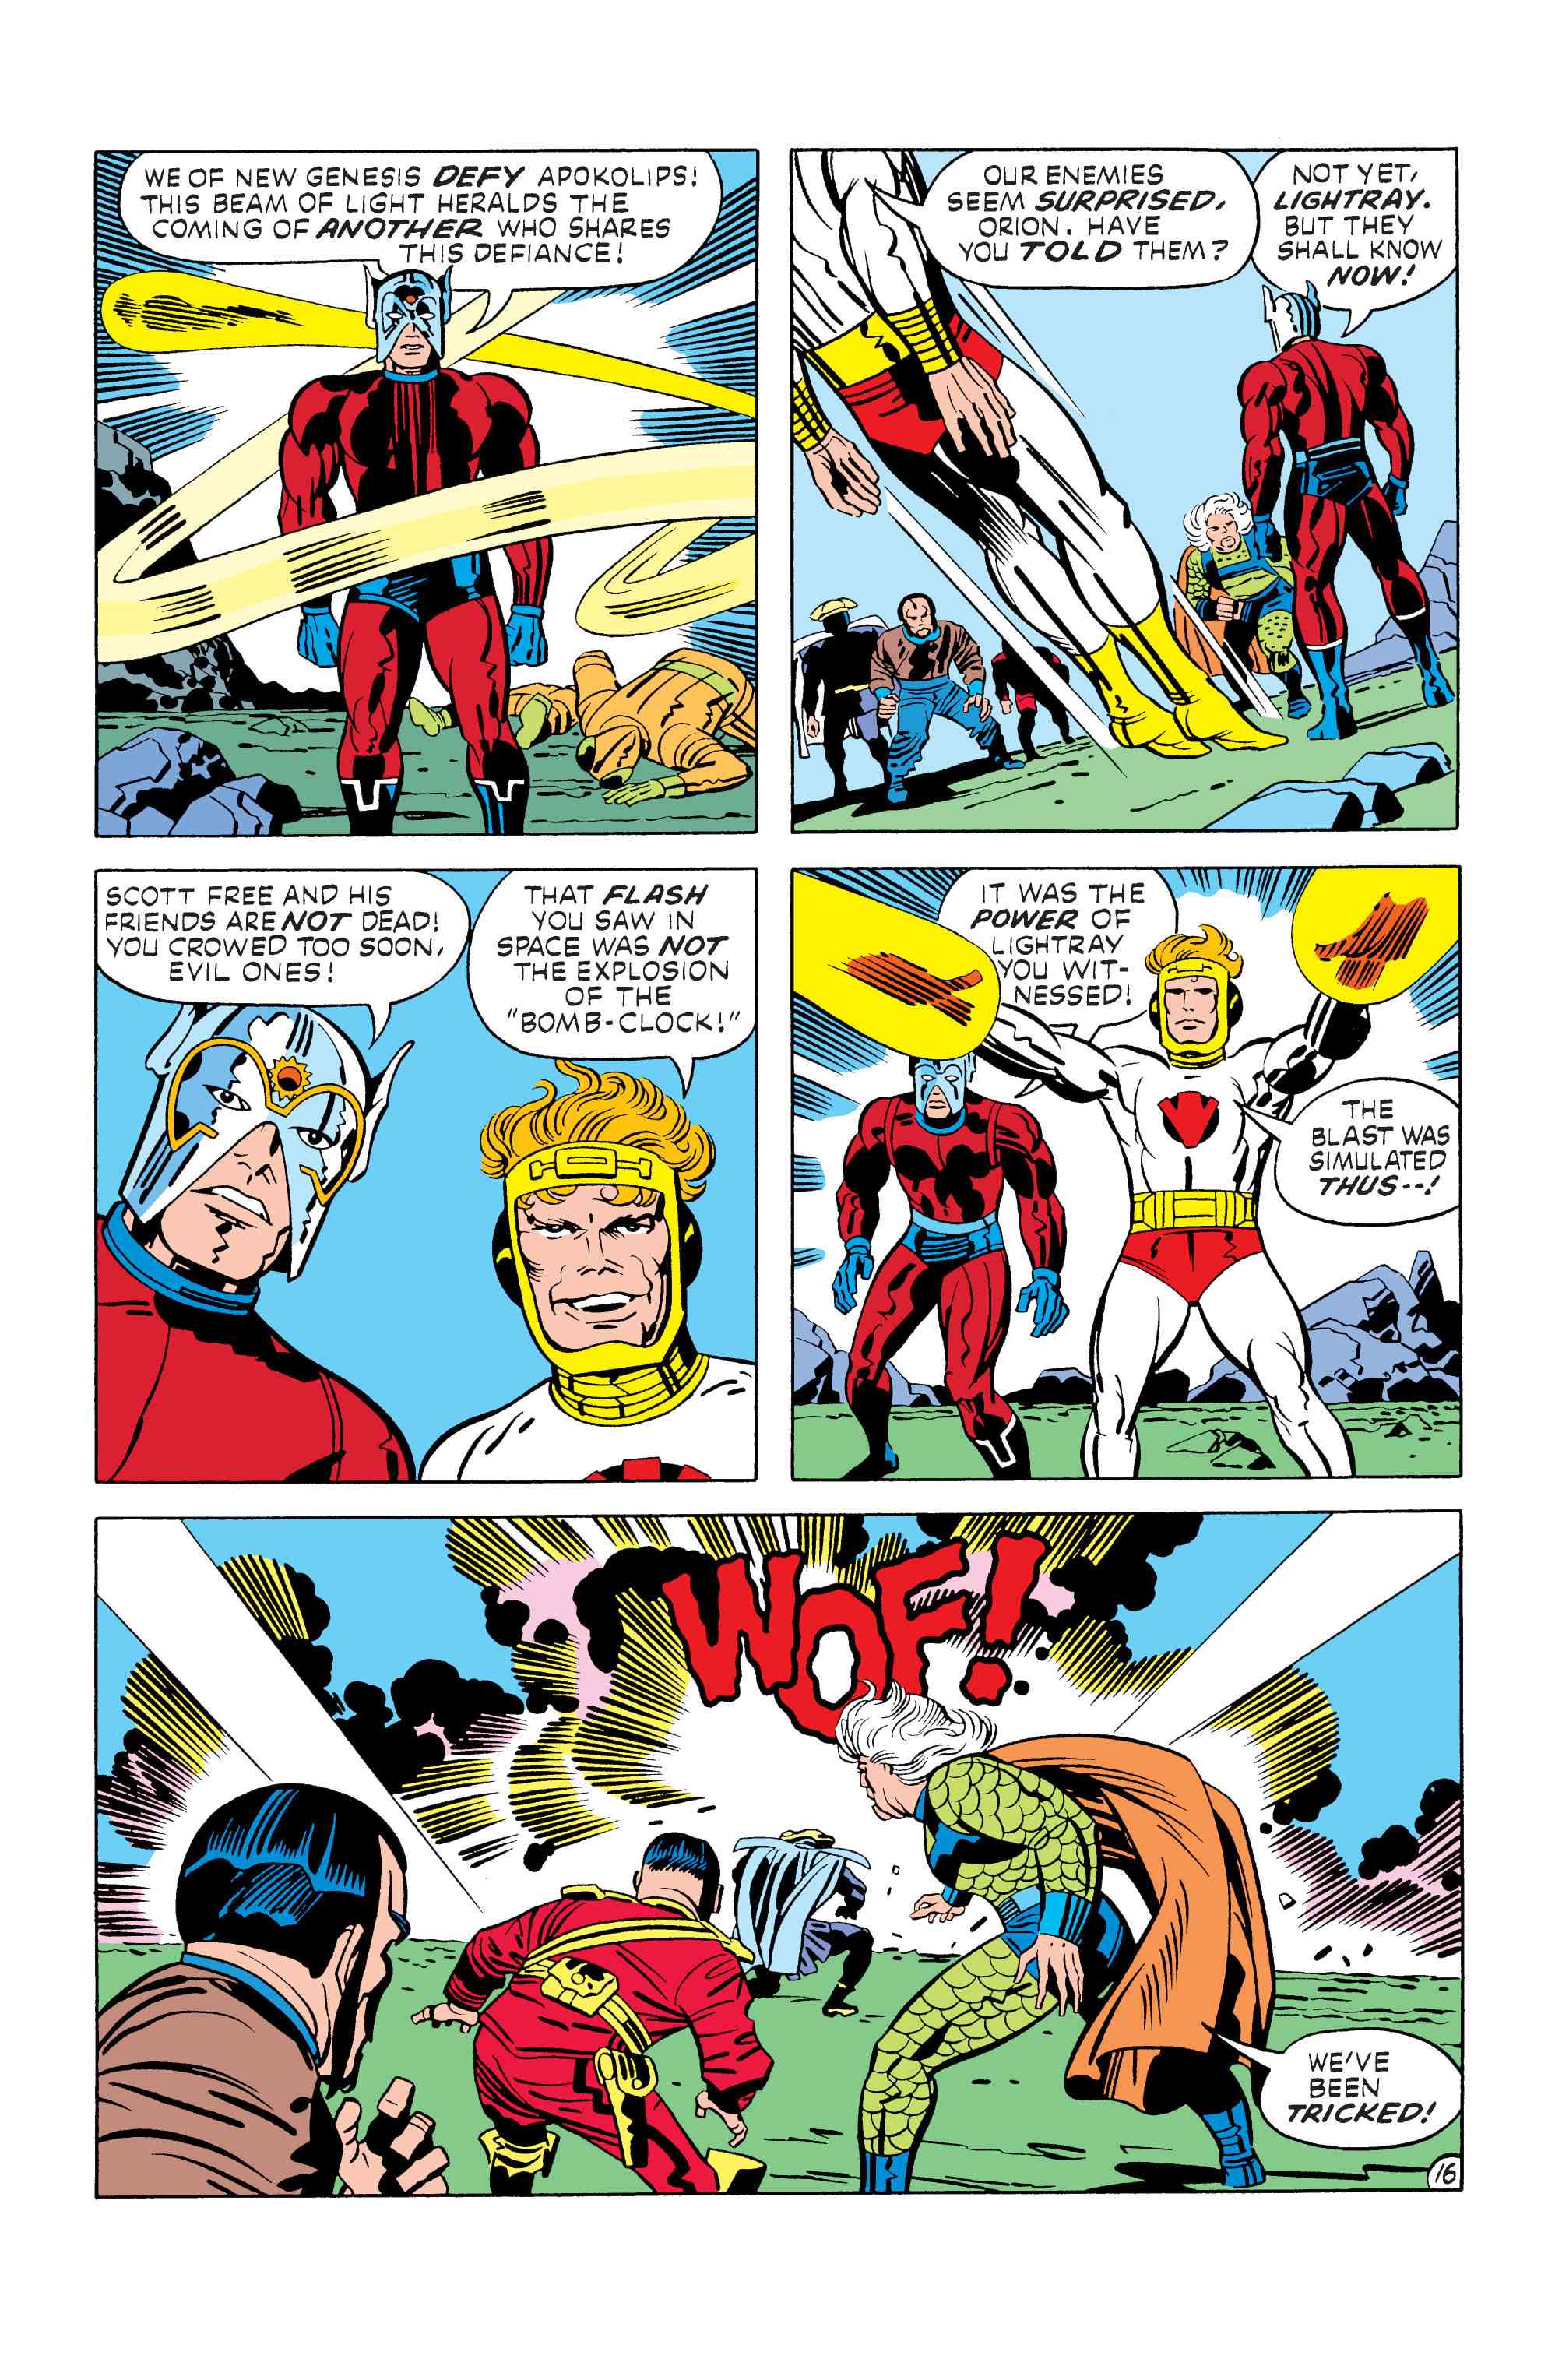 WE OF NEW GENESIS DEFY APOKOLIPS!
THIS BEAM OF LIGHT HERALDS THE
COMING OF ANOTHER WHO SHARES
THIS DEFIANCE!
OUR ENEMIES
SEEM SURPRISED,
ORION. HAVE
YOU TOLD THEM?
NOT YET,
LIGHTRAY.
BUT THEY
SHALL KNOW
NOW!
SCOTT FREE AND HIS
FRIENDS ARE NOT DEAD!
YOU CROWED TOO SOON,
EVIL ONES!
THAT FLASH
YOU SAW IN
SPACE WAS NOT
THE EXPLOSION
OF THE
"BOMB-CLOCK!"
IT WAS THE
POWER OF
LIGHTRAY
YOU WIT-
NESSED!
THE
BLAST WAS
SIMULATED
THUS--!
WOF!
WE'VE
BEEN
TRICKED!
16